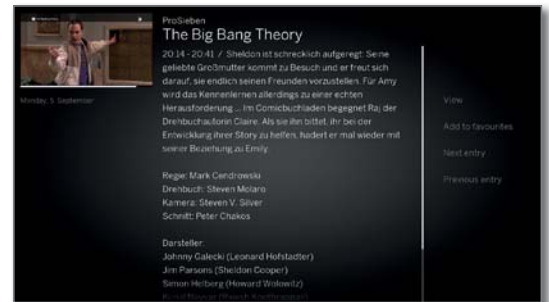 ProSieben
The Big Bang Theory
20:14 - 20:41 / Sheldon ist schrecklich aufgeregt: Seine
geliebte Großmutter kommt zu Besuch und er freut sich
darauf, sie endlich seinen Freunden vorzustellen. Für Amy
wird das Kennenlernen allerdings zu einer echten
Herausforderung ... Im Comicbuchladen begegnet Raj der
Drehbuchautorin Claire. Als sie ihn bittet, ihr bei der
Entwicklung ihrer Story zu helfen, hadert er mal wieder mit
seiner Beziehung zu Emily.
Regie: Mark Cendrowski
Drehbuch: Steven Molaro
Kamera: Steven V. Silver
Schnitt: Peter Chakos
Darsteller:
Johnny Galecki (Leonard Hofstadter)
Jim Parsons (Sheldon Cooper)
Simon Helberg (Howard Wolowitz)
Monday, 5. September
View
Add to favourites
Next entry
Previous entry